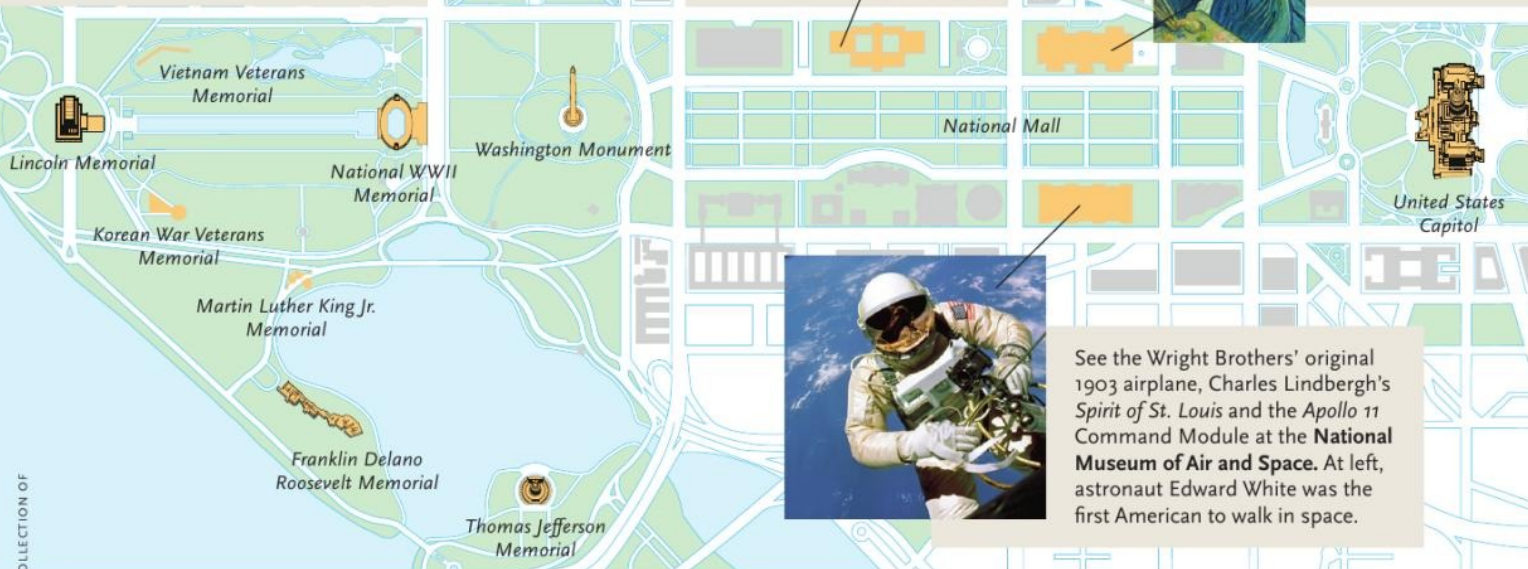 Vietnam Veterans
Memorial
Lincoln Memorial
National WWII
Memorial
Washington Monument
National Mall
United States
Capitol
Korean War Veterans
Memorial
Martin Luther King Jr.
Memorial
Franklin Delano
Roosevelt Memorial
Thomas Jefferson
Memorial
See the Wright Brothers’ original
1903 airplane, Charles Lindbergh’s
Spirit of St. Louis and the Apollo 11
Command Module at the National
Museum of Air and Space. At left,
astronaut Edward White was the
first American to walk in space.